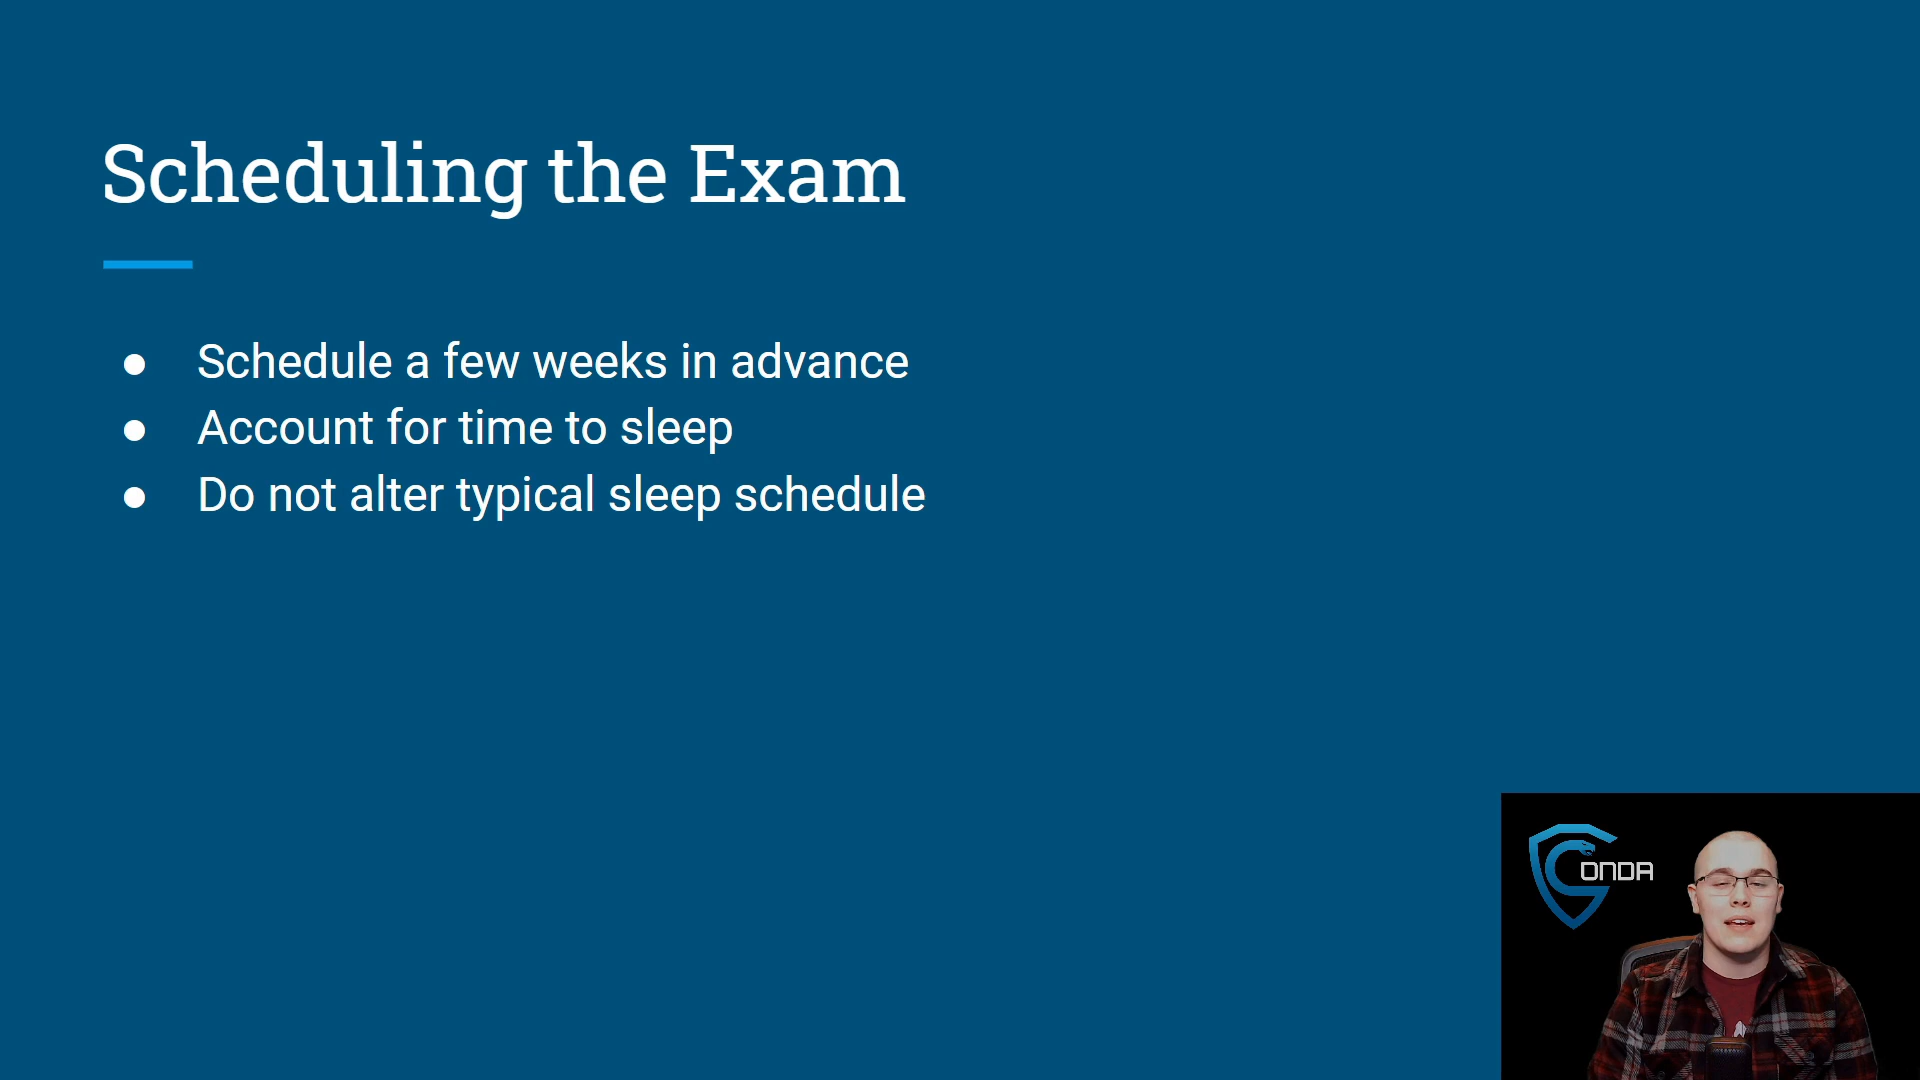 Scheduling the Exam
● Schedule a few weeks in advance
● Account for time to sleep
● Do not alter typical sleep schedule
ONDA